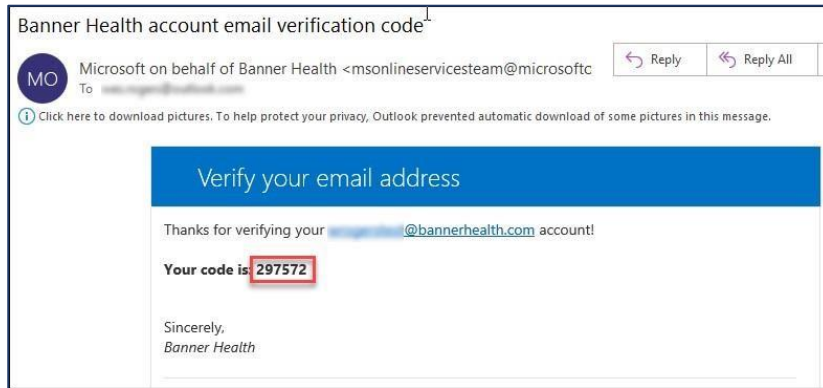 Banner Health account email verification code
MO
Microsoft on behalf of Banner Health <msonlineservicesteam@microsoftc
Reply
Reply All
To @outlook.com
Click here to download pictures. To help protect your privacy, Outlook prevented automatic download of some pictures in this message.
Verify your email address
Thanks for verifying your @bannerhealth.com account!
Your code is: 297572
Sincerely,
Banner Health